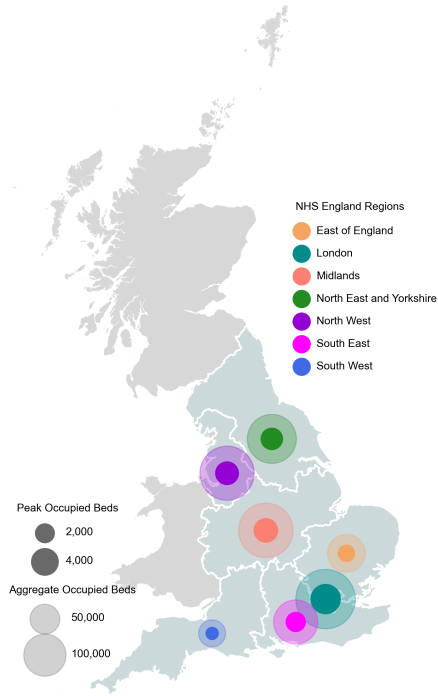 NHS England Regions
East of England
London
Midlands
North East and Yorkshire
North West
South East
South West
Peak Occupied Beds
2,000
4,000
Aggregate Occupied Beds
50,000
100,000